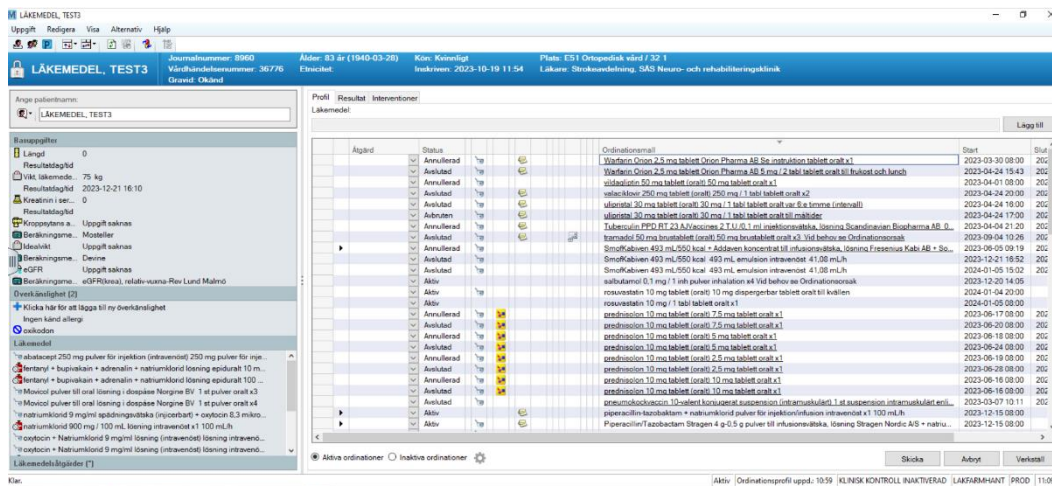 LÄKEMEDEL, TEST3
Uppgift Redigera Visa Alternativ Hjälp
LÄKEMEDEL, TEST3
Journalnummer: 8960
Vårdhändelsenummer: 36776
Gravid: Okänd
Ålder: 83 år (1940-03-28)
Etnicitet:
Kön: Kvinnligt
Inskriven: 2023-10-19 11:54
Plats: E51 Ortopedisk vård / 32 1
Läkare: Strokeavdelning, SÄS Neuro- och rehabiliteringsklinik
Ange patientnamn:
LÄKEMEDEL, TEST3
Basuppgifter
Längd 0
Resultatdag/tid
Vikt, läkemede... 75 kg
Resultatdag/tid 2023-12-21 16:10
Kreatinin i ser... 0
Resultatdag/tid
Kroppsytans a... Uppgift saknas
Beräkningsme... Mosteller
Idealvikt Uppgift saknas
Beräkningsme... Devine
eGFR Uppgift saknas
Beräkningsme... eGFR(krea), relativ-vuxna-Rev Lund Malmö
Överkänslighet (2)
Klicka här för att lägga till ny överkänslighet
Ingen känd allergi
oxikodon
Läkemedel
abatacept 250 mg pulver för injektion (intravenöst) 250 mg pulver för inje...
fentanyl + bupivakain + adrenalin + natriumklorid lösning epiduralt 10 m...
fentanyl + bupivakain + adrenalin + natriumklorid lösning epiduralt 100 ...
Movicol pulver till oral lösning i dospåse Norgine BV 1 st pulver oralt x3
Movicol pulver till oral lösning i dospåse Norgine BV 1 st pulver oralt x4
natriumklorid 9 mg/ml spädningsvätska (injicerbart) + oxytocin 8,3 mikro...
natriumklorid 900 mg / 100 mL lösning intravenöst x1 100 mL/h
oxytocin + Natriumklorid 9 mg/ml lösning (intravenöst) lösning intravenö...
oxytocin + Natriumklorid 9 mg/ml lösning (intravenöst) lösning intravenö...
Läkemedelsåtgärder (*)
Profil Resultat Interventioner
Läkemedel:
Lägg till
Åtgärd Status Ordinationsmall Start Slut
Annullerad Warfarin Orion 2,5 mg tablett Orion Pharma AB Se instruktion tablett oralt x1 2023-03-30 08:00 202
Avslutad Warfarin Orion 2,5 mg tablett Orion Pharma AB 5 mg / 2 tabl tablett oralt till frukost och lunch 2023-04-24 15:43 202
Annullerad vildagliptin 50 mg tablett (oralt) 50 mg tablett oralt x1 2023-04-01 08:00 202
Avslutad valaciklovir 250 mg tablett (oralt) 250 mg / 1 tabl tablett oralt x2 2023-04-24 20:00 202
Avslutad ulipristal 30 mg tablett (oralt) 30 mg / 1 tabl tablett oralt var 6:e timme (intervall) 2023-04-24 16:00 202
Avbruten ulipristal 30 mg tablett (oralt) 30 mg / 1 tabl tablett oralt till måltider 2023-04-24 17:00 202
Annullerad Tuberculin PPD RT 23 AJVaccines 2 T.U./0,1 ml injektionsvätska, lösning Scandinavian Biopharma AB 0... 2023-04-04 21:20 202
Avslutad tramadol 50 mg brustablett (oralt) 50 mg brustablett oralt x3 Vid behov se Ordinationsorsak 2023-09-04 10:26 202
Annullerad SmofKabiven 493 mL/550 kcal + Addaven koncentrat till infusionsvätska, lösning Fresenius Kabi AB + So... 2023-06-05 09:19 202
Avslutad SmofKabiven 493 mL/550 kcal 493 mL emulsion intravenöst 41,08 mL/h 2023-12-21 16:52 202
Annullerad SmofKabiven 493 mL/550 kcal 493 mL emulsion intravenöst 41,08 mL/h 2024-01-05 15:02 202
Aktiv salbutamol 0,1 mg / 1 inh pulver inhalation x4 Vid behov se Ordinationsorsak 2023-12-20 14:05
Aktiv rosuvastatin 10 mg tablett (oralt) 10 mg dispergerbar tablett oralt till kvällen 2024-01-04 20:00
Aktiv rosuvastatin 10 mg / 1 tabl tablett oralt x1 2024-01-05 08:00
Annullerad prednisolon 10 mg tablett (oralt) 7,5 mg tablett oralt x1 2023-06-17 08:00 202
Avslutad prednisolon 10 mg tablett (oralt) 7,5 mg tablett oralt x1 2023-06-20 08:00 202
Annullerad prednisolon 10 mg tablett (oralt) 5 mg tablett oralt x1 2023-06-18 08:00 202
Avslutad prednisolon 10 mg tablett (oralt) 5 mg tablett oralt x1 2023-06-24 08:00 202
Annullerad prednisolon 10 mg tablett (oralt) 2,5 mg tablett oralt x1 2023-06-19 08:00 202
Avslutad prednisolon 10 mg tablett (oralt) 2,5 mg tablett oralt x1 2023-06-28 08:00 202
Annullerad prednisolon 10 mg tablett (oralt) 10 mg tablett oralt x1 2023-06-16 08:00 202
Avslutad prednisolon 10 mg tablett (oralt) 10 mg tablett oralt x1 2023-06-16 08:00 202
Avslutad pneumokockvaccin 10-valent konjugerat suspension (intramuskulärt) 1 st suspension intramuskulärt enli... 2023-03-07 10:11 202
Aktiv piperacillin-tazobaktam + natriumklorid pulver för injektion/infusion intravenöst x1 100 mL/h 2023-12-15 08:00
Aktiv Piperacillin/Tazobactam Stragen 4 g-0,5 g pulver till infusionsvätska, lösning Stragen Nordic A/S + natriu... 2023-12-15 08:00
Aktiva ordinationer Inaktiva ordinationer
Skicka Avbryt Verkställ
Klar. Aktiv Ordinationsprofil uppd.: 10:59 KLINISK KONTROLL INAKTIVERAD LAKFARMHANT PROD